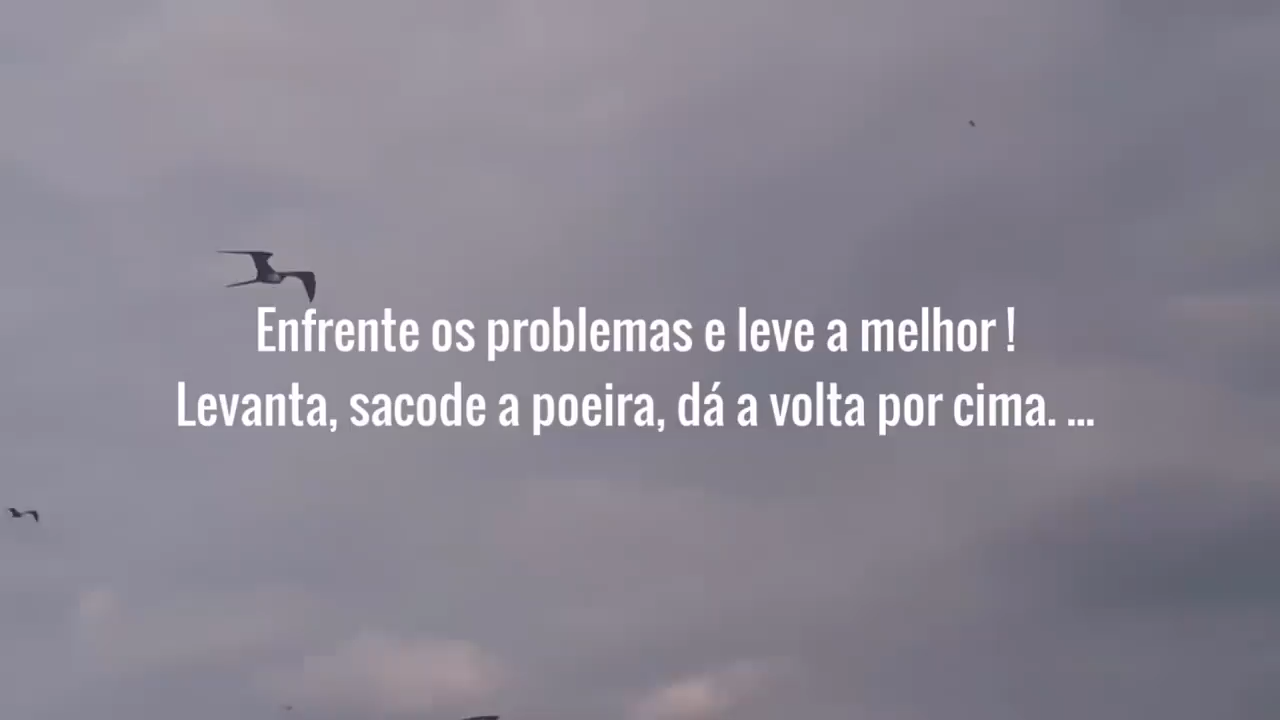 Enfrente os problemas e leve a melhor !
Levanta, sacode a poeira, dá a volta por cima. ...